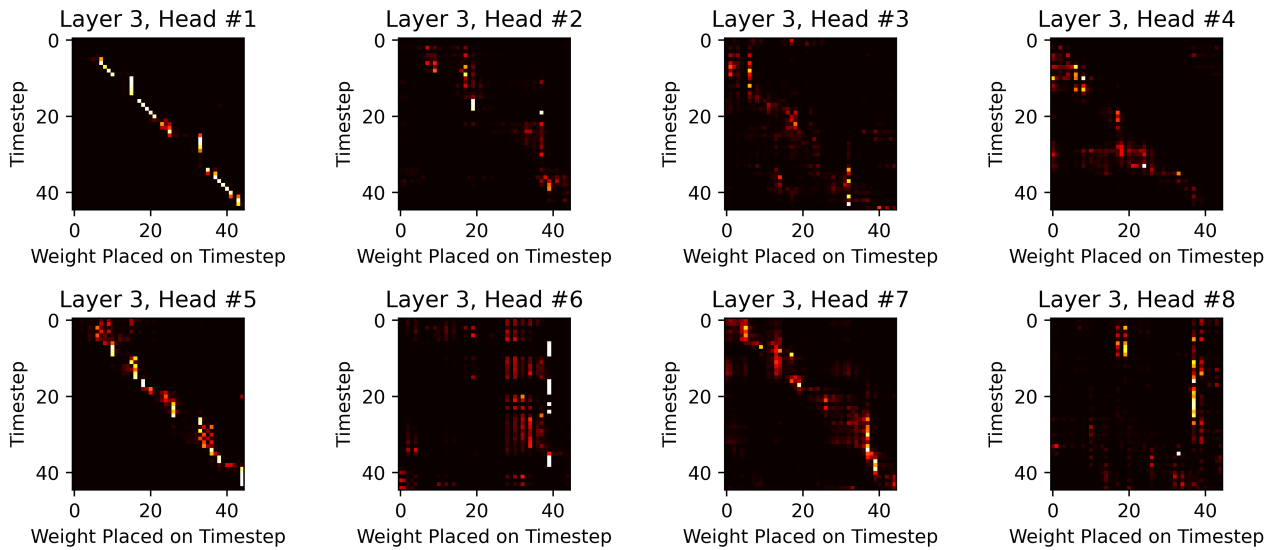 Layer 3, Head #1
0
20
40
Timestep
0
20
40
Weight Placed on Timestep
Layer 3, Head #2
0
20
40
Timestep
0
20
40
Weight Placed on Timestep
Layer 3, Head #3
0
20
40
Timestep
0
20
40
Weight Placed on Timestep
Layer 3, Head #4
0
20
40
Timestep
0
20
40
Weight Placed on Timestep
Layer 3, Head #5
0
20
40
Timestep
0
20
40
Weight Placed on Timestep
Layer 3, Head #6
0
20
40
Timestep
0
20
40
Weight Placed on Timestep
Layer 3, Head #7
0
20
40
Timestep
0
20
40
Weight Placed on Timestep
Layer 3, Head #8
0
20
40
Timestep
0
20
40
Weight Placed on Timestep